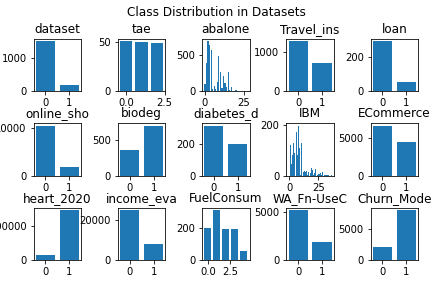 Class Distribution in Datasets
dataset tae abalone Travel_ins loan
1000 0 0 1
50 0 0.0 2.5
500 0 0 25
1000 0 0 1
200 0 0 1
online_sho biodeg diabetes_d IBM ECommerce
0000 0 0 1
500 0 0 1
200 0 0 1
200 0 0 25
5000 0 0 1
heart_2020 income_eva FuelConsum WA_Fn-UseC Churn_Mode
00000 0 0 1
20000 0 0 1
200 0 0.0 2.5
5000 0 0 1
5000 0 0 1